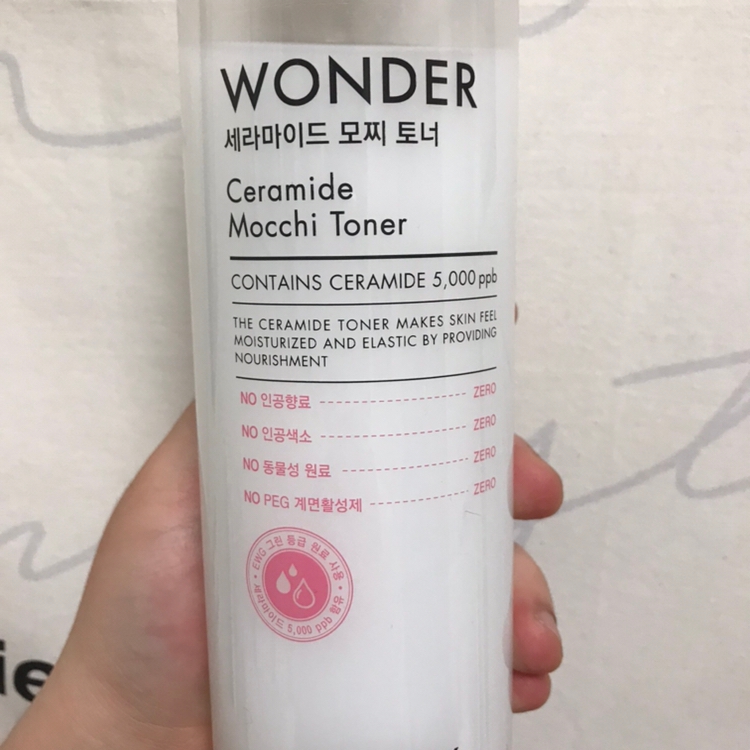 WONDER
세라마이드 모찌 토너
Ceramide
Mocchi Toner
CONTAINS CERAMIDE 5,000 ppb
THE CERAMIDE TONER MAKES SKIN FEEL
MOISTURIZED AND ELASTIC BY PROVIDING
NOURISHMENT
NO 인공향료 ZERO
NO 인공색소 ZERO
NO 동물성 원료 ZERO
NO PEG 계면활성제 ZERO
EWG 그린 등급 원료 사용
세라마이드 5,000 ppb 함유
ie